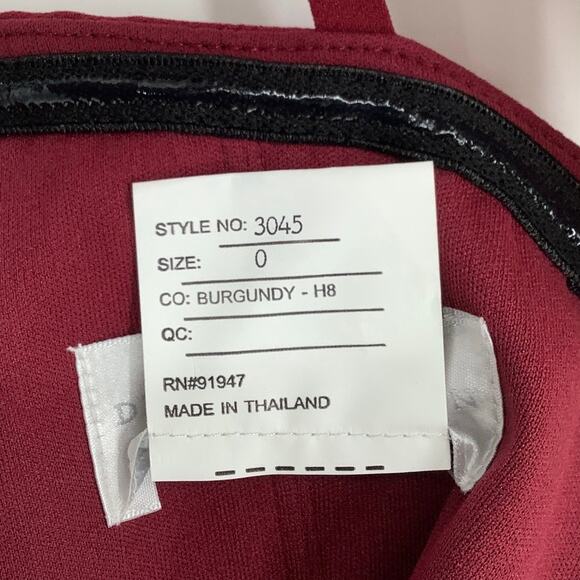 STYLE NO: 3045
SIZE: 0
CO: BURGUNDY - H8
QC:
RN#91947
MADE IN THAILAND